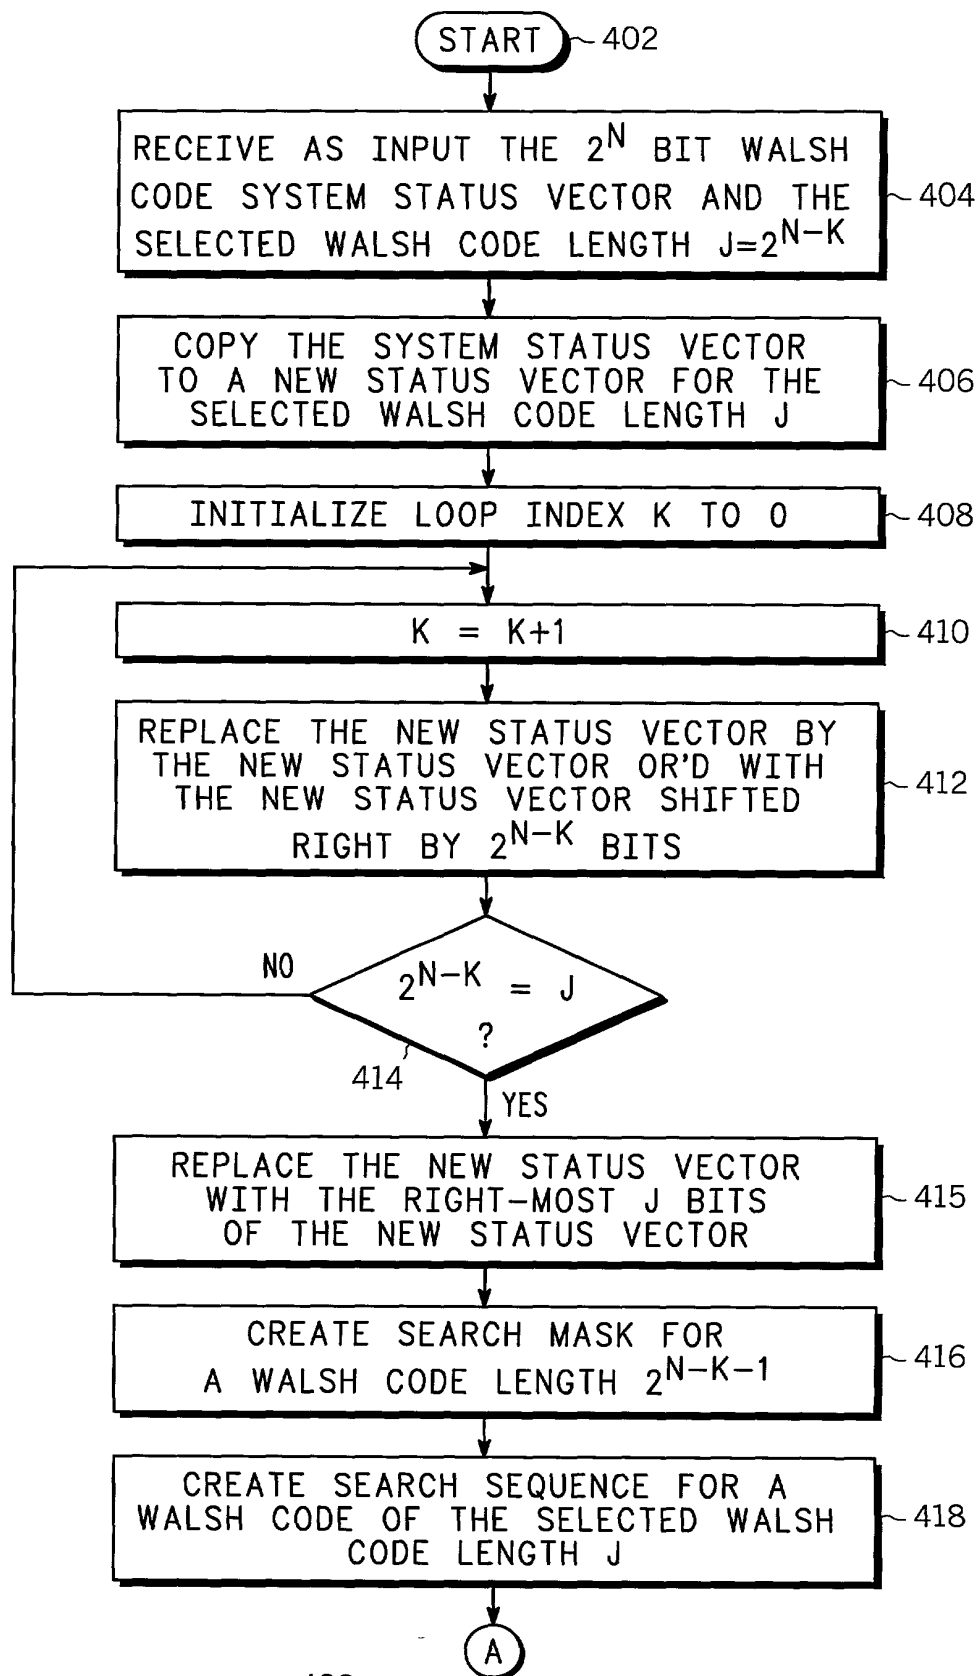 START 402
RECEIVE AS INPUT THE 2^N BIT WALSH
CODE SYSTEM STATUS VECTOR AND THE
SELECTED WALSH CODE LENGTH J=2^N-K
404
COPY THE SYSTEM STATUS VECTOR
TO A NEW STATUS VECTOR FOR THE
SELECTED WALSH CODE LENGTH J
406
INITIALIZE LOOP INDEX K TO 0
408
K = K+1
410
REPLACE THE NEW STATUS VECTOR BY
THE NEW STATUS VECTOR OR'D WITH
THE NEW STATUS VECTOR SHIFTED
RIGHT BY 2^N-K BITS
412
NO
2^N-K = J
?
414
YES
REPLACE THE NEW STATUS VECTOR
WITH THE RIGHT-MOST J BITS
OF THE NEW STATUS VECTOR
415
CREATE SEARCH MASK FOR
A WALSH CODE LENGTH 2^N-K-1
416
CREATE SEARCH SEQUENCE FOR A
WALSH CODE OF THE SELECTED WALSH
CODE LENGTH J
418
A